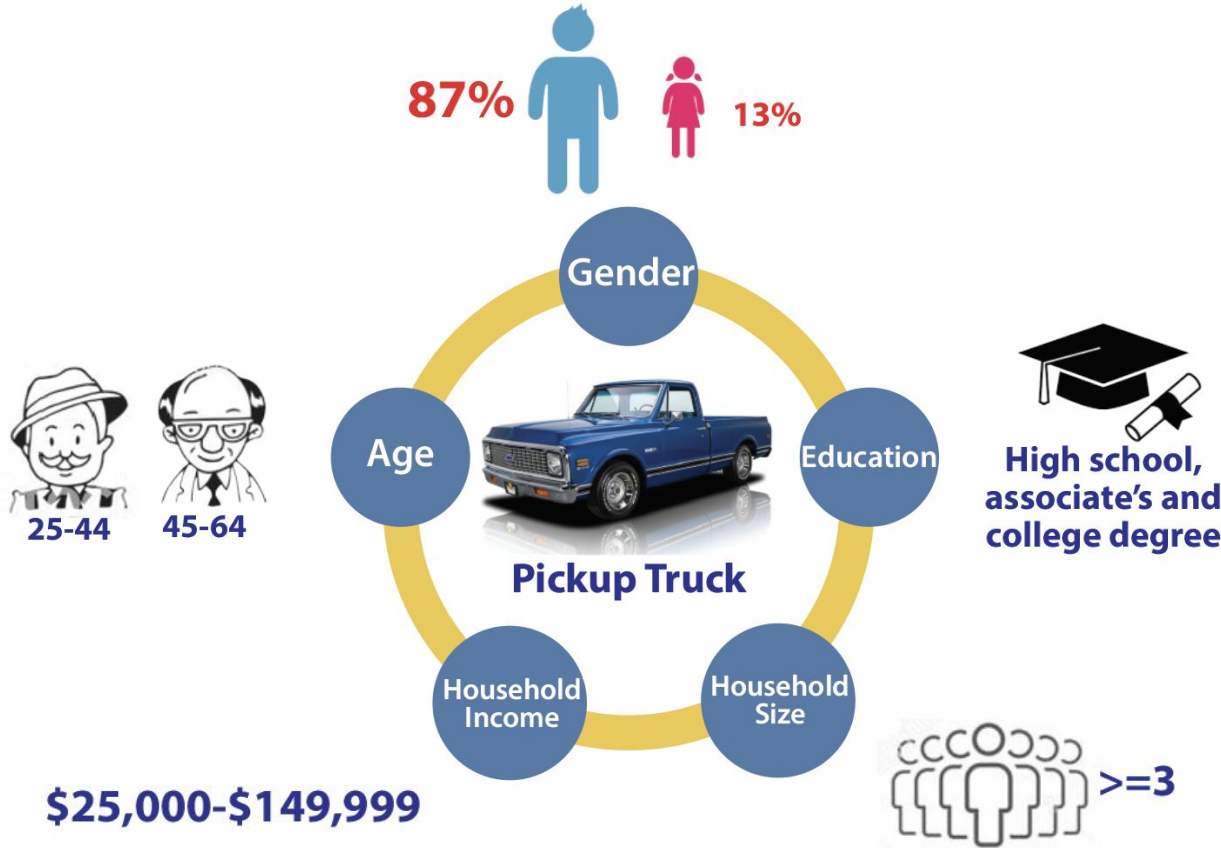 87%
13%
Gender
Age
Education
25-44
45-64
High school,
associate's and
college degree
Pickup Truck
Household
Income
Household
Size
$25,000-$149,999
>=3